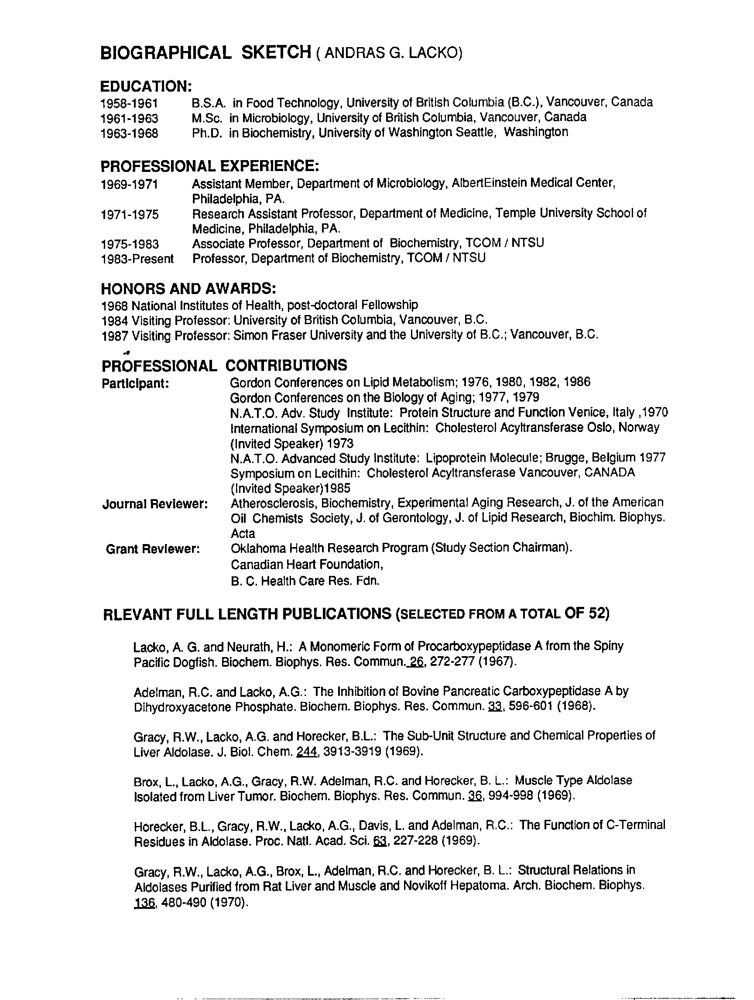 BIOGRAPHICAL SKETCH ( ANDRAS G. LACKO)
EDUCATION:
1958-1961 B.S.A. in Food Technology, University of British Columbia (B.C.), Vancouver, Canada
1961-1963 M.Sc. in Microbiology, University of British Columbia, Vancouver, Canada
1963-1968 Ph.D. in Biochemistry, University of Washington Seattle, Washington
PROFESSIONAL EXPERIENCE:
1969-1971 Assistant Member, Department of Microbiology, AlbertEinstein Medical Center,
Philadelphia, PA.
1971-1975 Research Assistant Professor, Department of Medicine, Temple University School of
Medicine, Philadelphia, PA.
1975-1983 Associate Professor, Department of Biochemistry, TCOM / NTSU
1983-Present Professor, Department of Biochemistry, TCOM / NTSU
HONORS AND AWARDS:
1968 National Institutes of Health, post-doctoral Fellowship
1984 Visiting Professor: University of British Columbia, Vancouver, B.C.
1987 Visiting Professor: Simon Fraser University and the University of B.C.; Vancouver, B.C.
PROFESSIONAL CONTRIBUTIONS
Participant: Gordon Conferences on Lipid Metabolism; 1976, 1980, 1982, 1986
Gordon Conferences on the Biology of Aging; 1977, 1979
N.A.T.O. Adv. Study Institute: Protein Structure and Function Venice, Italy ,1970
International Symposium on Lecithin: Cholesterol Acyltransferase Oslo, Norway
(Invited Speaker) 1973
N.A.T.O. Advanced Study Institute: Lipoprotein Molecule; Brugge, Belgium 1977
Symposium on Lecithin: Cholesterol Acyltransferase Vancouver, CANADA
(Invited Speaker)1985
Journal Reviewer: Atherosclerosis, Biochemistry, Experimental Aging Research, J. of the American
Oil Chemists Society, J. of Gerontology, J. of Lipid Research, Biochim. Biophys.
Acta
Grant Reviewer: Oklahoma Health Research Program (Study Section Chairman).
Canadian Heart Foundation,
B. C. Health Care Res. Fdn.
RLEVANT FULL LENGTH PUBLICATIONS (SELECTED FROM A TOTAL OF 52)
Lacko, A. G. and Neurath, H.: A Monomeric Form of Procarboxypeptidase A from the Spiny
Pacific Dogfish. Biochem. Biophys. Res. Commun. 26, 272-277 (1967).
Adelman, R.C. and Lacko, A.G.: The Inhibition of Bovine Pancreatic Carboxypeptidase A by
Dihydroxyacetone Phosphate. Biochem. Biophys. Res. Commun. 33, 596-601 (1968).
Gracy, R.W., Lacko, A.G. and Horecker, B.L.: The Sub-Unit Structure and Chemical Properties of
Liver Aldolase. J. Biol. Chem. 244, 3913-3919 (1969).
Brox, L., Lacko, A.G., Gracy, R.W. Adelman, R.C. and Horecker, B. L.: Muscle Type Aldolase
Isolated from Liver Tumor. Biochem. Biophys. Res. Commun. 36, 994-998 (1969).
Horecker, B.L., Gracy, R.W., Lacko, A.G., Davis, L. and Adelman, R.C.: The Function of C-Terminal
Residues in Aldolase. Proc. Natl. Acad. Sci. 63, 227-228 (1969).
Gracy, R.W., Lacko, A.G., Brox, L., Adelman, R.C. and Horecker, B. L.: Structural Relations in
Aldolases Purified from Rat Liver and Muscle and Novikoff Hepatoma. Arch. Biochem. Biophys.
136, 480-490 (1970).